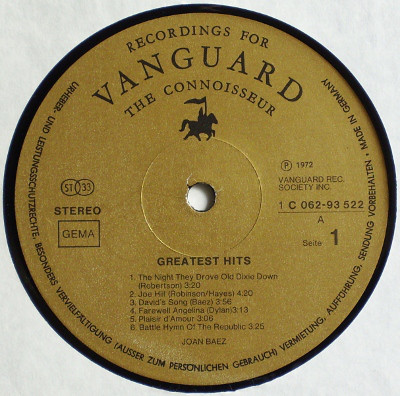 RECORDINGS FOR
VANGUARD
THE CONNOISSEUR
URHEBER- UND LEISTUNGSSCHUTZRECHTE, BESONDERS VERVIELFÄLTIGUNG (AUSSER ZUM PERSÖNLICHEN GEBRAUCH) VERMIETUNG, AUFFÜHRUNG, SENDUNG VORBEHALTEN • MADE IN GERMANY
ST 33
STEREO
GEMA
℗ 1972
VANGUARD REC.
SOCIETY INC.
1 C 062-93 522
A
Seite 1
GREATEST HITS
1. The Night They Drove Old Dixie Down
(Robertson) 3:20
2. Joe Hill (Robinson/Hayes) 4:20
3. David's Song (Baez) 3:56
4. Farewell Angelina (Dylan) 3:13
5. Plaisir d'Amour 3:06
6. Battle Hymn Of The Republic 3:25
JOAN BAEZ